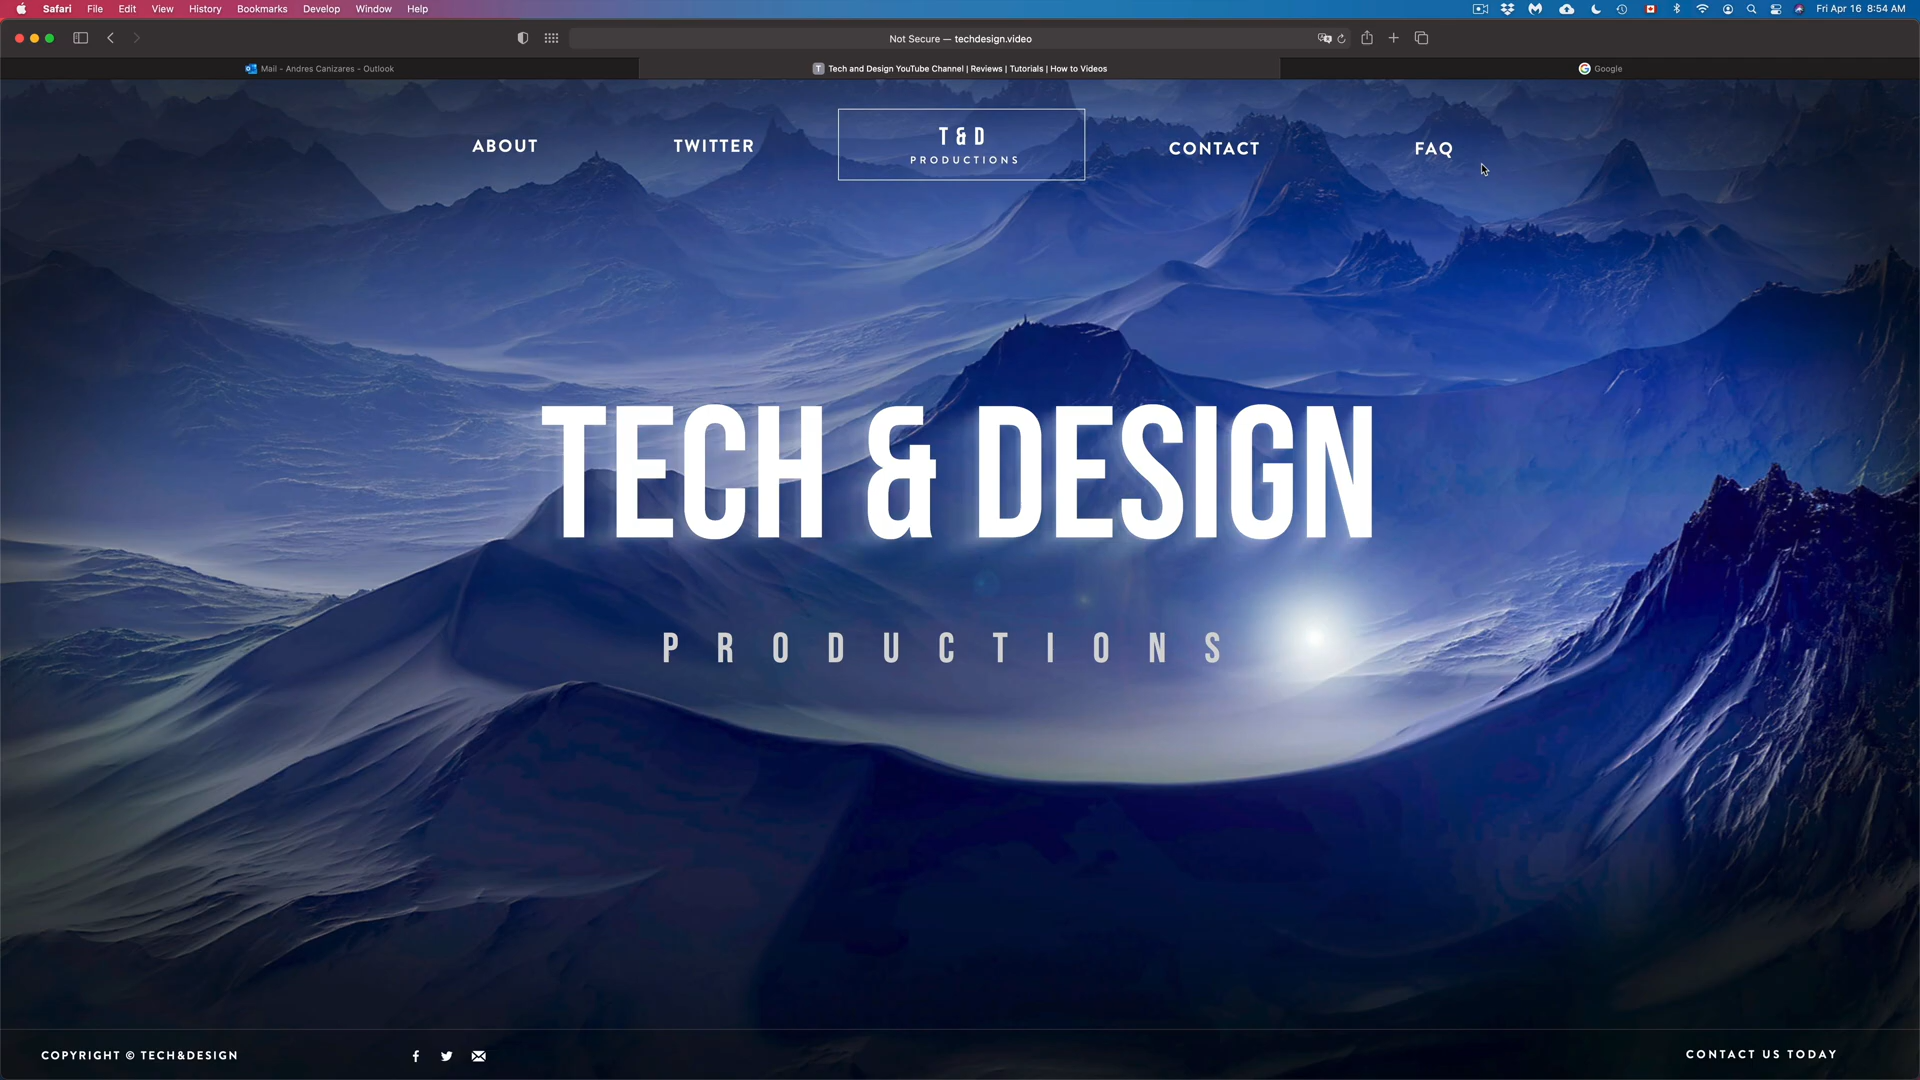 Safari File Edit View History Bookmarks Develop Window Help Fri Apr 16 8:54 AM
Not Secure — techdesign.video
Mail - Andres Canizares - Outlook
T Tech and Design YouTube Channel | Reviews | Tutorials | How to Videos
G Google
ABOUT
TWITTER
T & D
PRODUCTIONS
CONTACT
FAQ
TECH & DESIGN
PRODUCTIONS
COPYRIGHT © TECH&DESIGN
CONTACT US TODAY